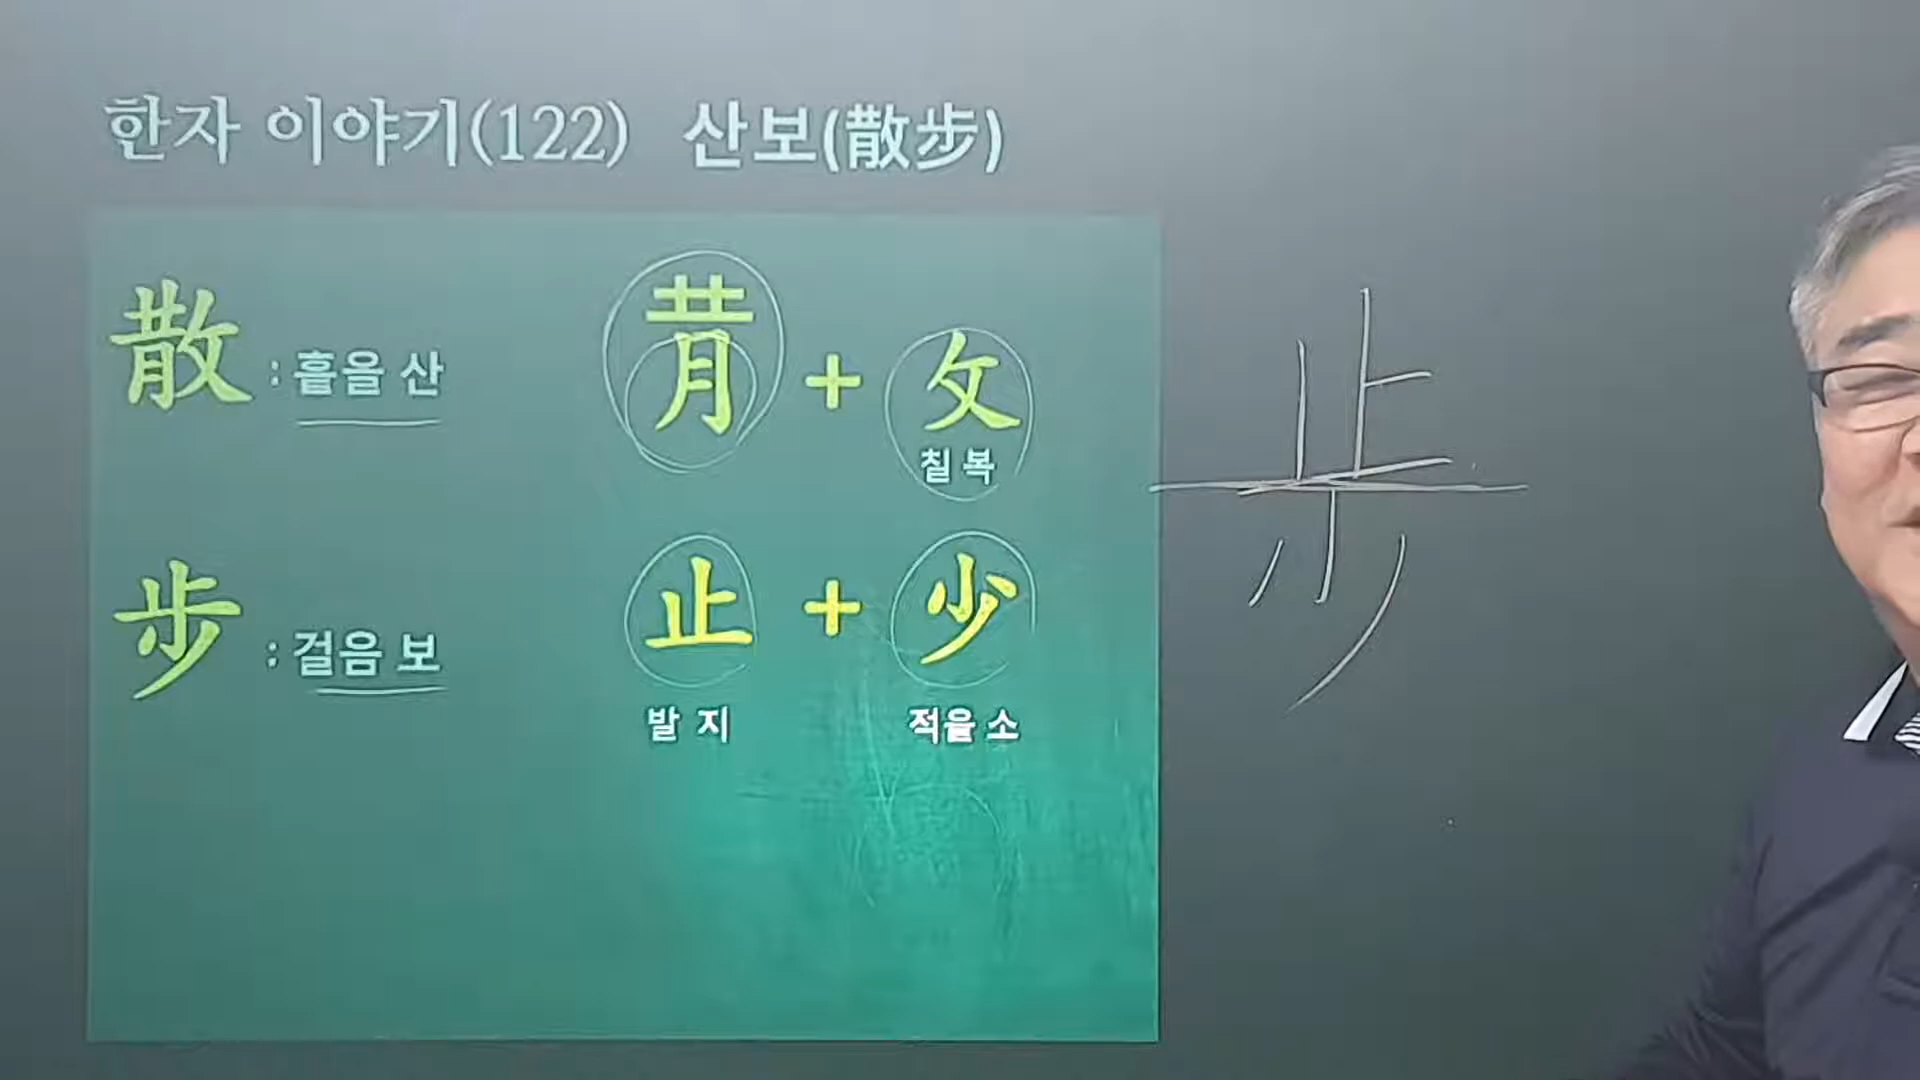 한자 이야기(122) 산보(散步)
散 : 흩을 산 + 攵
칠 복
步 : 걸음 보 止 + 少
발 지 적을 소
步